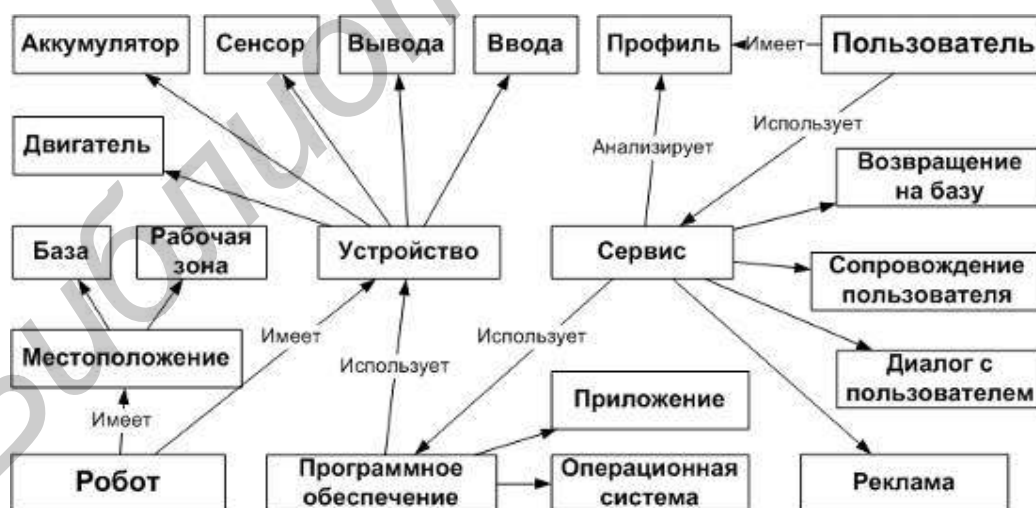 Аккумулятор
Сенсор
Вывода
Ввода
Профиль
Имеет
Пользователь
Двигатель
Анализирует
Использует
Возвращение
на базу
База
Рабочая
зона
Устройство
Сервис
Сопровождение
пользователя
Местоположение
Имеет
Использует
Использует
Диалог с
пользователем
Имеет
Приложение
Робот
Программное
обеспечение
Операционная
система
Реклама